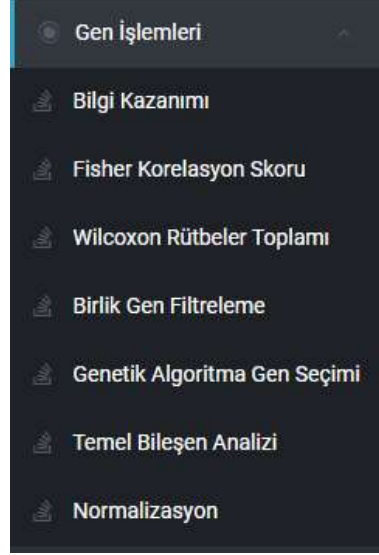 Gen İşlemleri
Bilgi Kazanımı
Fisher Korelasyon Skoru
Wilcoxon Rütbeler Toplamı
Birlik Gen Filtreleme
Genetik Algoritma Gen Seçimi
Temel Bileşen Analizi
Normalizasyon